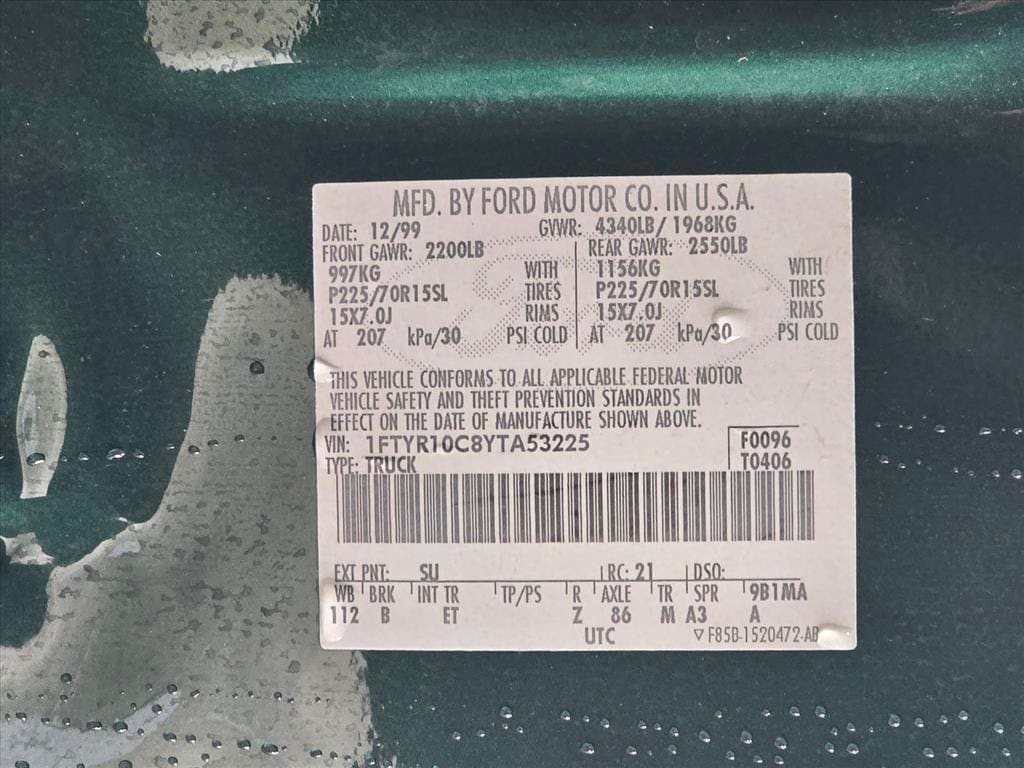 MFD. BY FORD MOTOR CO. IN U.S.A.
DATE: 12/99 GVWR: 4340LB/ 1968KG
FRONT GAWR: 2200LB REAR GAWR: 2550LB
997KG WITH 1156KG WITH
P225/70R15SL TIRES P225/70R15SL TIRES
15X7.0J RIMS 15X7.0J RIMS
AT 207 kPa/30 PSI COLD AT 207 kPa/30 PSI COLD
THIS VEHICLE CONFORMS TO ALL APPLICABLE FEDERAL MOTOR
VEHICLE SAFETY AND THEFT PREVENTION STANDARDS IN
EFFECT ON THE DATE OF MANUFACTURE SHOWN ABOVE.
VIN: 1FTYR10C8YTA53225 F0096
TYPE: TRUCK T0406
EXT PNT: SU RC: 21 DSO:
WB BRK INT TR TP/PS R AXLE TR SPR 9B1MA
112 B ET Z 86 M A3 A
UTC ▽F85B-1520472-AB